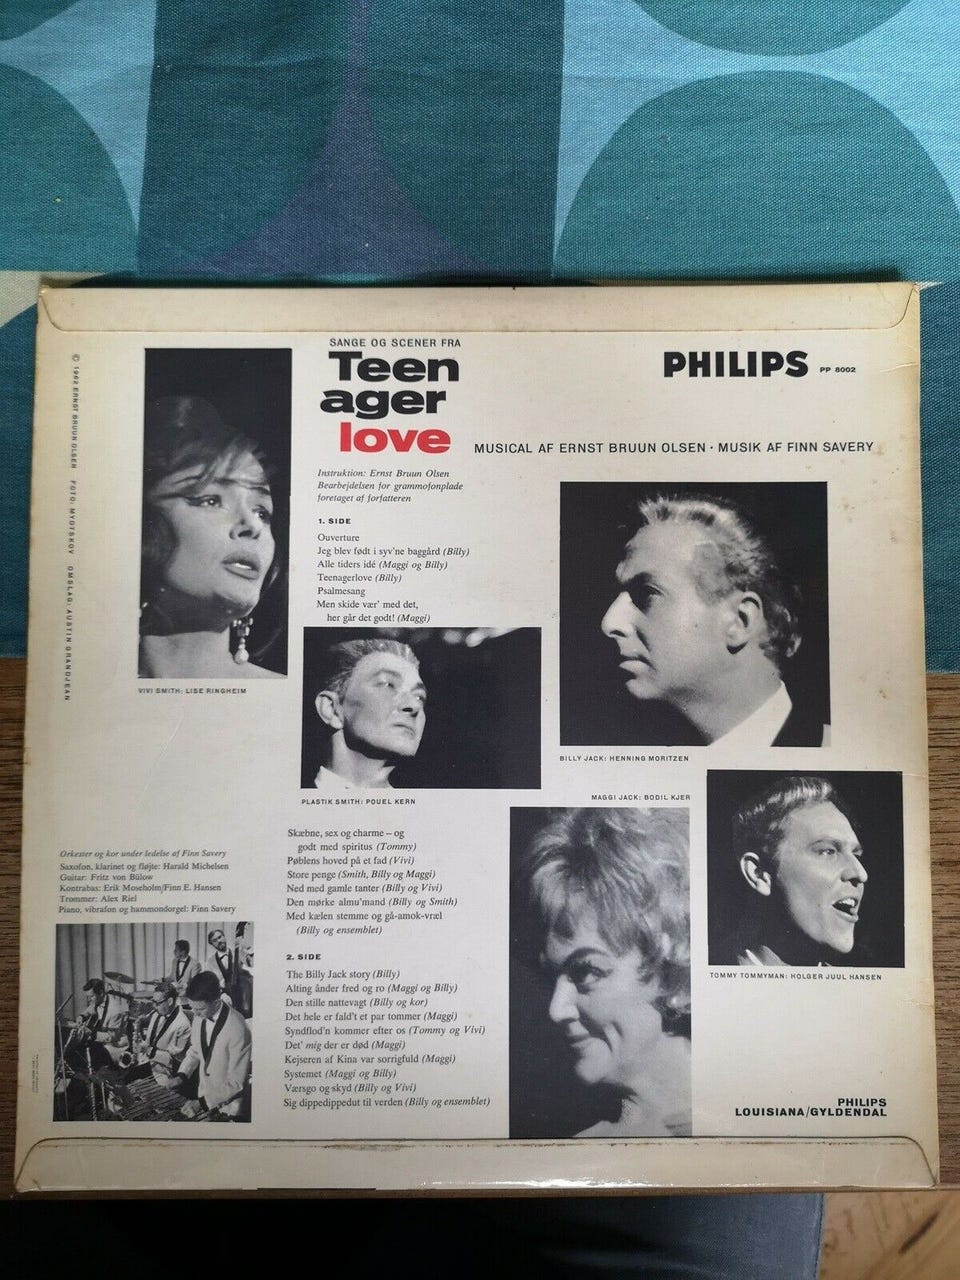 SANGE OG SCENER FRA
Teen
ager
love
PHILIPS PP 8002
MUSICAL AF ERNST BRUUN OLSEN · MUSIK AF FINN SAVERY
© 1962 ERNST BRUUN OLSEN FOTO: MYDTSKOV OMSLAG: AUSTIN GRANDJEAN
Instruktion: Ernst Bruun Olsen
Bearbejdelsen for grammofonplade
foretaget af forfatteren
1. SIDE
Ouverture
Jeg blev født i syv'ne baggård (Billy)
Alle tiders idé (Maggi og Billy)
Teenagerlove (Billy)
Psalmesang
Men skide vær' med det,
her går det godt! (Maggi)
VIVI SMITH: LISE RINGHEIM
BILLY JACK: HENNING MORITZEN
PLASTIK SMITH: POUEL KERN
MAGGI JACK: BODIL KJER
TOMMY TOMMYMAN: HOLGER JUUL HANSEN
Skæbne, sex og charme – og
godt med spiritus (Tommy)
Pøblens hoved på et fad (Vivi)
Store penge (Smith, Billy og Maggi)
Ned med gamle tanter (Billy og Vivi)
Den mørke almu'mand (Billy og Smith)
Med kælen stemme og gå-amok-vræl
(Billy og ensemblet)
2. SIDE
The Billy Jack story (Billy)
Alting ånder fred og ro (Maggi og Billy)
Den stille nattevagt (Billy og kor)
Det hele er fald't et par tommer (Maggi)
Syndflod'n kommer efter os (Tommy og Vivi)
Det' mig der er død (Maggi)
Kejseren af Kina var sorrigfuld (Maggi)
Systemet (Maggi og Billy)
Værsgo og skyd (Billy og Vivi)
Sig dippedippedut til verden (Billy og ensemblet)
Orkester og kor under ledelse af Finn Savery
Saxofon, klarinet og fløjte: Harald Michelsen
Guitar: Fritz von Bülow
Kontrabas: Erik Moseholm/Finn E. Hansen
Trommer: Alex Riel
Piano, vibrafon og hammondorgel: Finn Savery
PHILIPS
LOUISIANA/GYLDENDAL